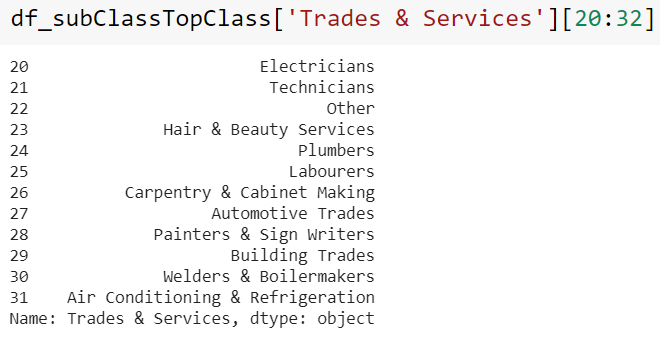 df_subClassTopClass['Trades & Services'][20:32]
20 Electricians
21 Technicians
22 Other
23 Hair & Beauty Services
24 Plumbers
25 Labourers
26 Carpentry & Cabinet Making
27 Automotive Trades
28 Painters & Sign Writers
29 Building Trades
30 Welders & Boilermakers
31 Air Conditioning & Refrigeration
Name: Trades & Services, dtype: object